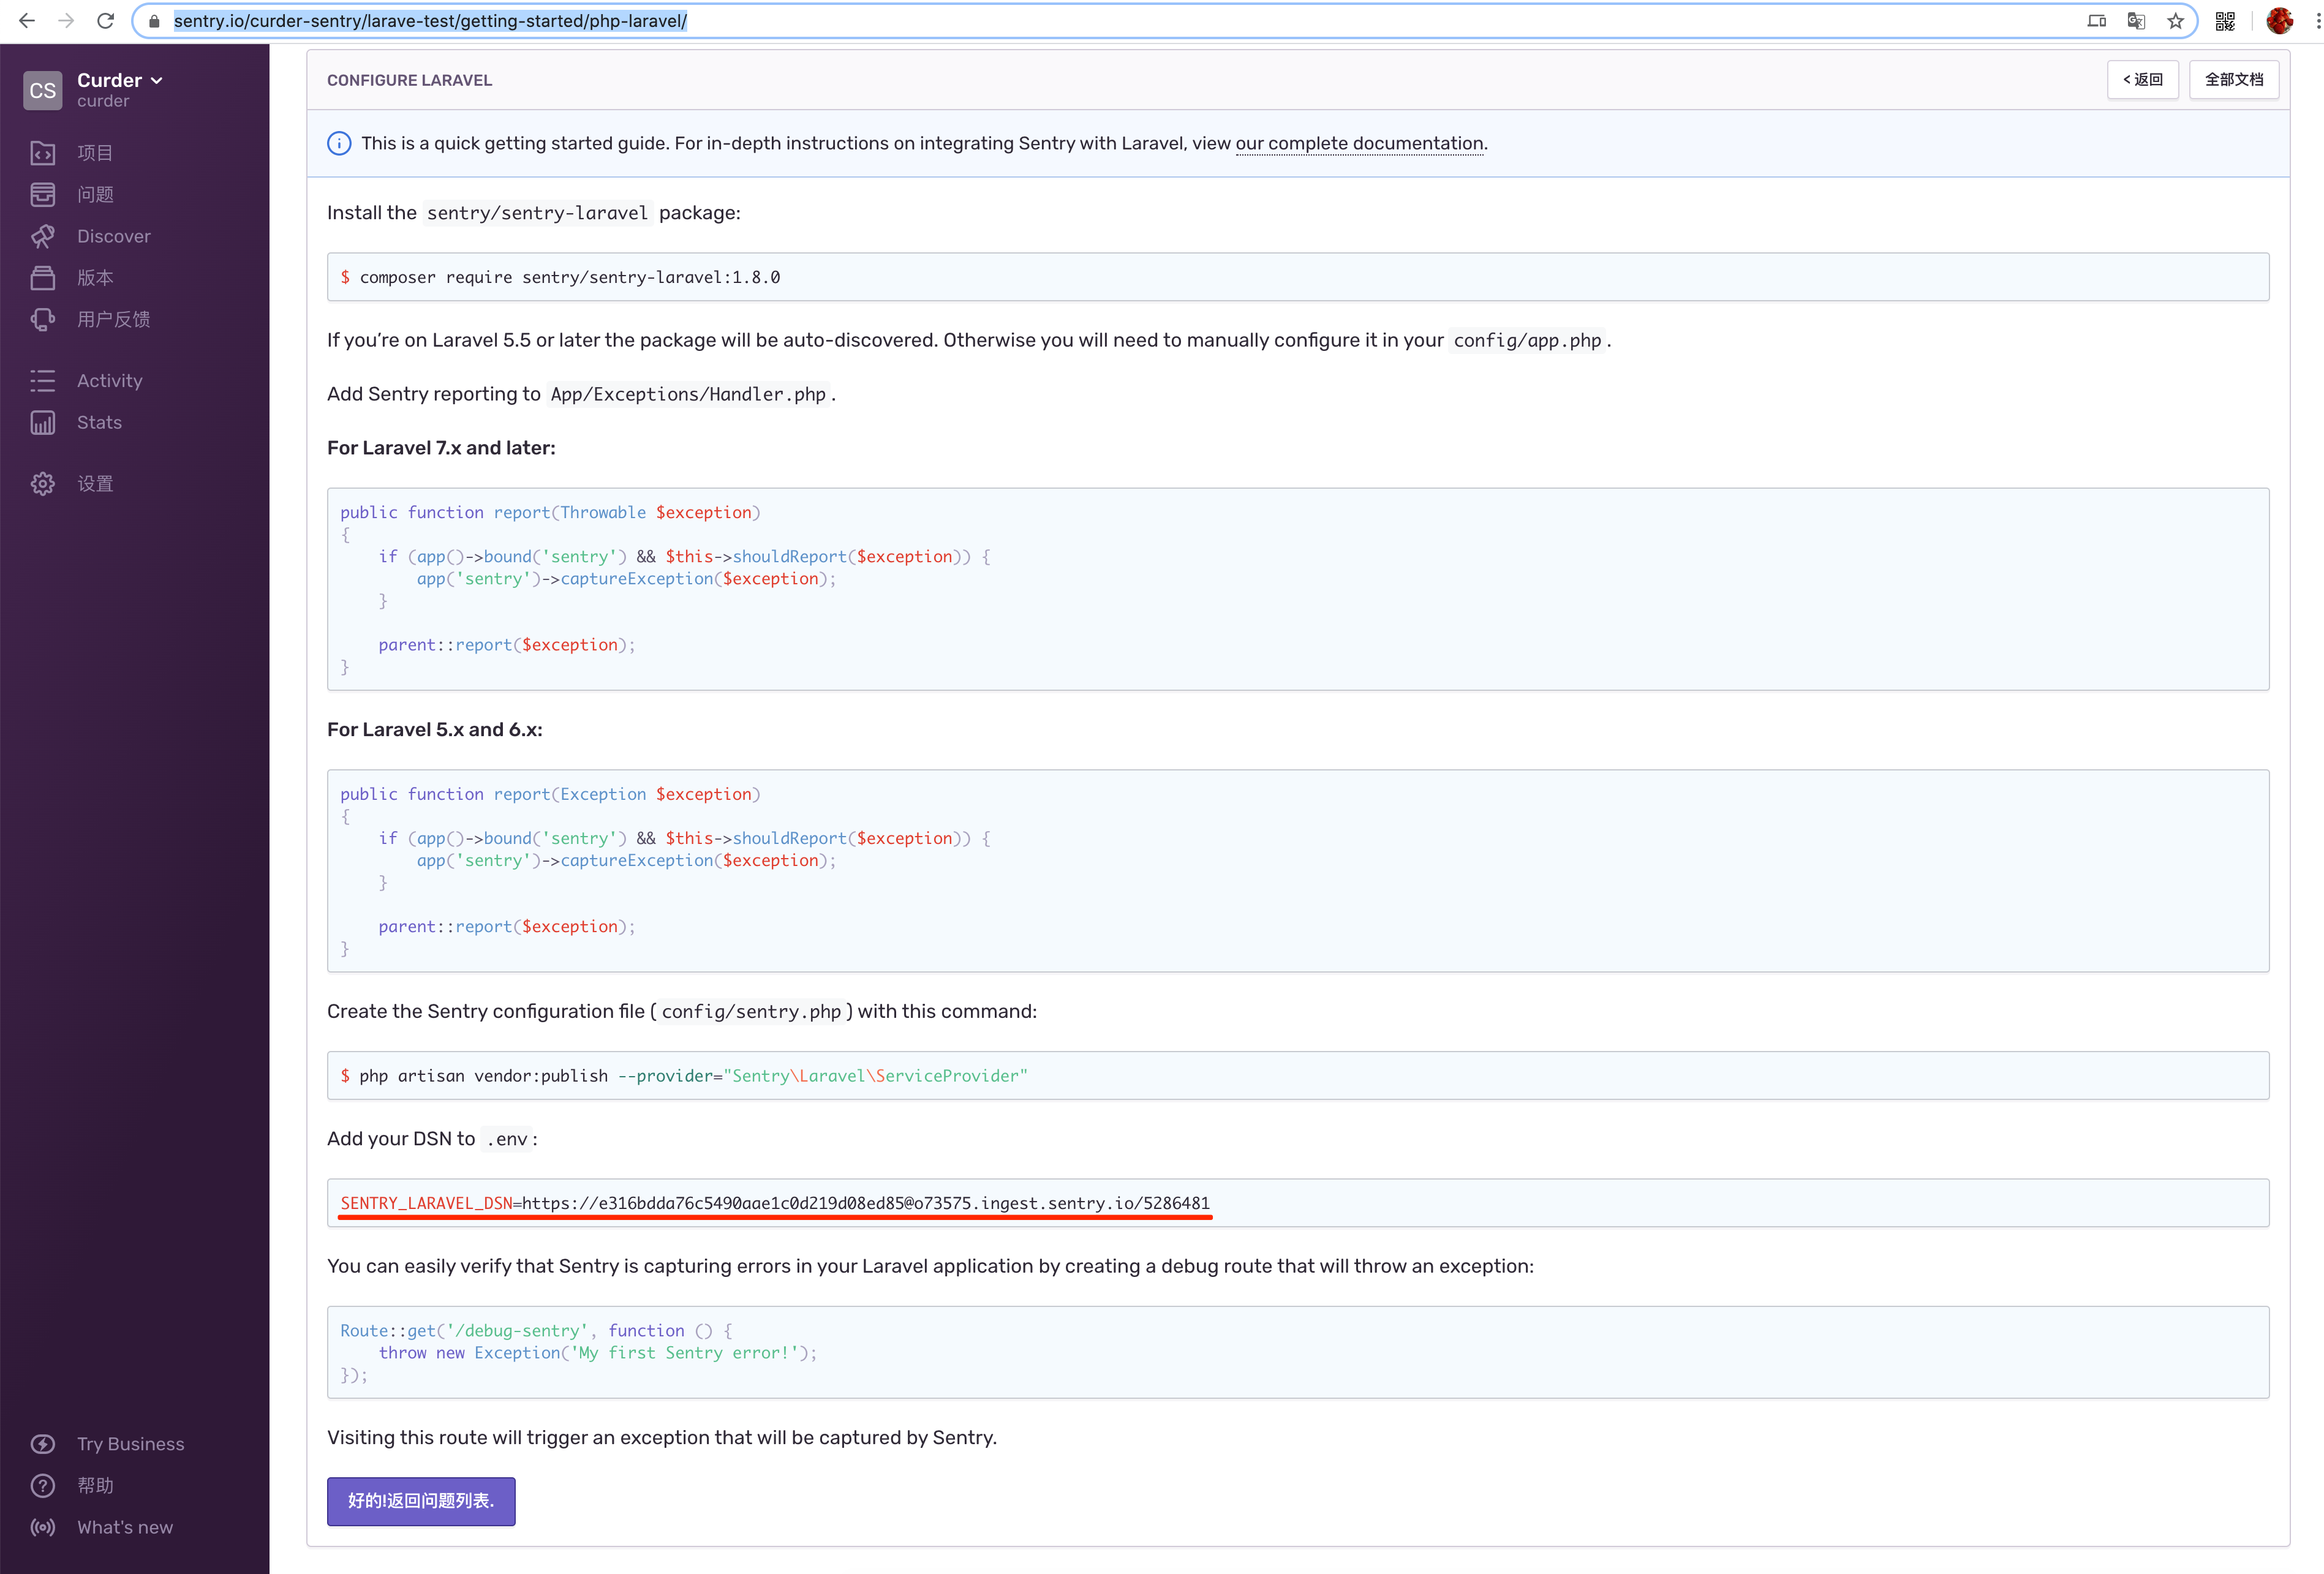 sentry.io/curder-sentry/larave-test/getting-started/php-laravel/
CS
Curder
curder
项目
问题
Discover
版本
用户反馈
Activity
Stats
设置
Try Business
帮助
What's new
CONFIGURE LARAVEL
< 返回
全部文档
This is a quick getting started guide. For in-depth instructions on integrating Sentry with Laravel, view our complete documentation.
Install the sentry/sentry-laravel package:
$ composer require sentry/sentry-laravel:1.8.0
If you’re on Laravel 5.5 or later the package will be auto-discovered. Otherwise you will need to manually configure it in your config/app.php.
Add Sentry reporting to App/Exceptions/Handler.php.
For Laravel 7.x and later:
public function report(Throwable $exception)
{
    if (app()->bound('sentry') && $this->shouldReport($exception)) {
        app('sentry')->captureException($exception);
    }
    parent::report($exception);
}
For Laravel 5.x and 6.x:
public function report(Exception $exception)
{
    if (app()->bound('sentry') && $this->shouldReport($exception)) {
        app('sentry')->captureException($exception);
    }
    parent::report($exception);
}
Create the Sentry configuration file (config/sentry.php) with this command:
$ php artisan vendor:publish --provider="Sentry\Laravel\ServiceProvider"
Add your DSN to .env:
SENTRY_LARAVEL_DSN=https://e316bdda76c5490aae1c0d219d08ed85@o73575.ingest.sentry.io/5286481
You can easily verify that Sentry is capturing errors in your Laravel application by creating a debug route that will throw an exception:
Route::get('/debug-sentry', function () {
    throw new Exception('My first Sentry error!');
});
Visiting this route will trigger an exception that will be captured by Sentry.
好的!返回问题列表.